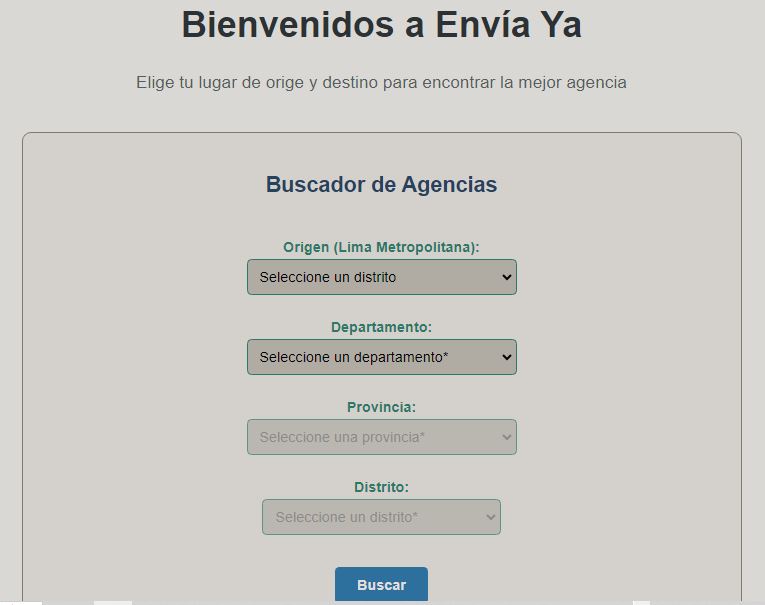 Bienvenidos a Envía Ya
Elige tu lugar de orige y destino para encontrar la mejor agencia
Buscador de Agencias
Origen (Lima Metropolitana):
Seleccione un distrito
Departamento:
Seleccione un departamento*
Provincia:
Seleccione una provincia*
Distrito:
Seleccione un distrito*
Buscar